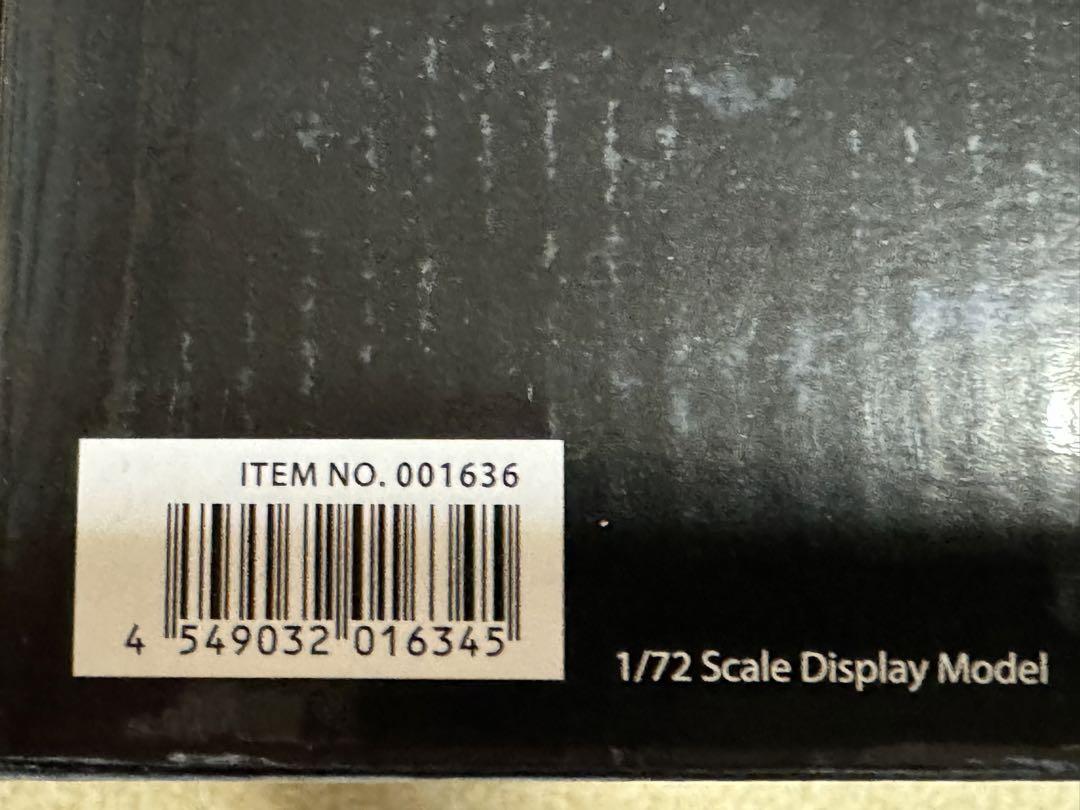 ITEM NO. 001636
4 549032 016345
1/72 Scale Display Model